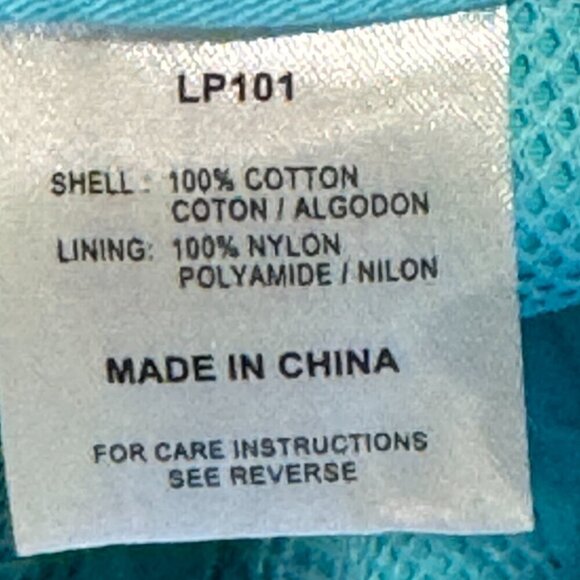 LP101
SHELL: 100% COTTON
COTON / ALGODON
LINING: 100% NYLON
POLYAMIDE / NILON
MADE IN CHINA
FOR CARE INSTRUCTIONS
SEE REVERSE